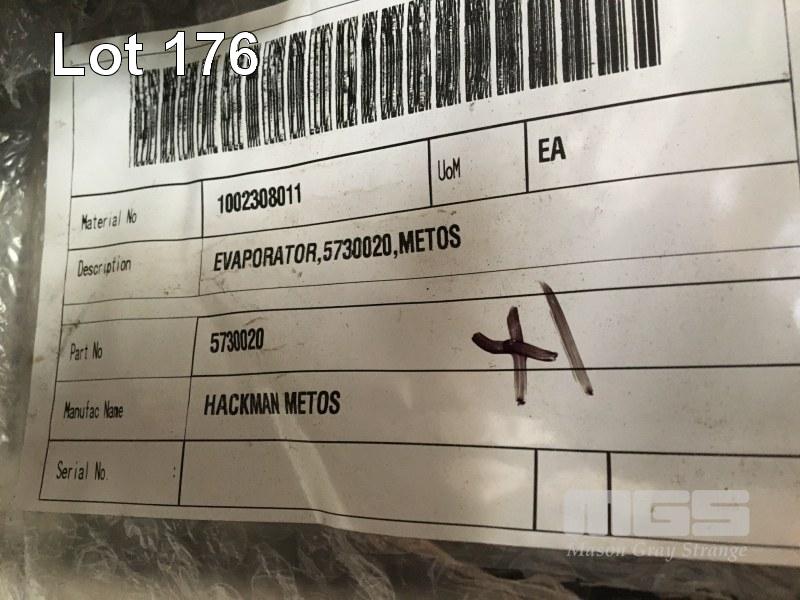 Lot 176
Material No 1002308011 UoM EA
Description EVAPORATOR,5730020,METOS
Part No 5730020
+1
Manufac Name HACKMAN METOS
Serial No. :
MGS
Mason Gray Strange